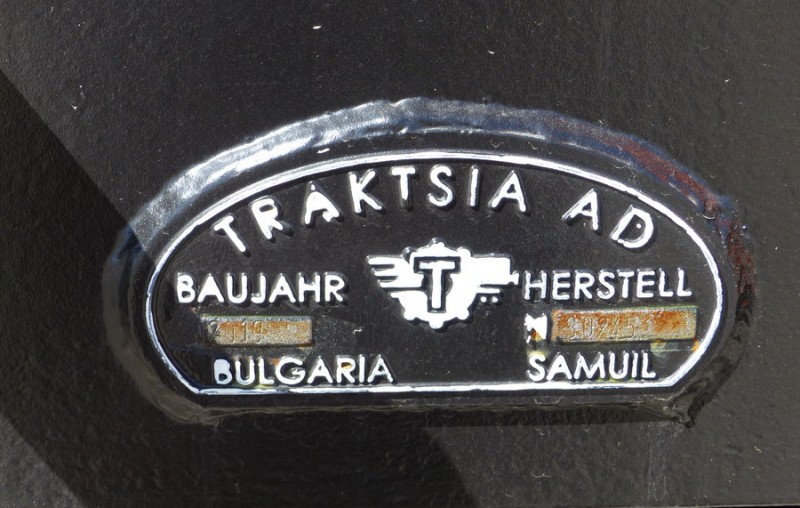 TRAKTSIA AD
T
BAUJAHR HERSTELL
BULGARIA SAMUIL